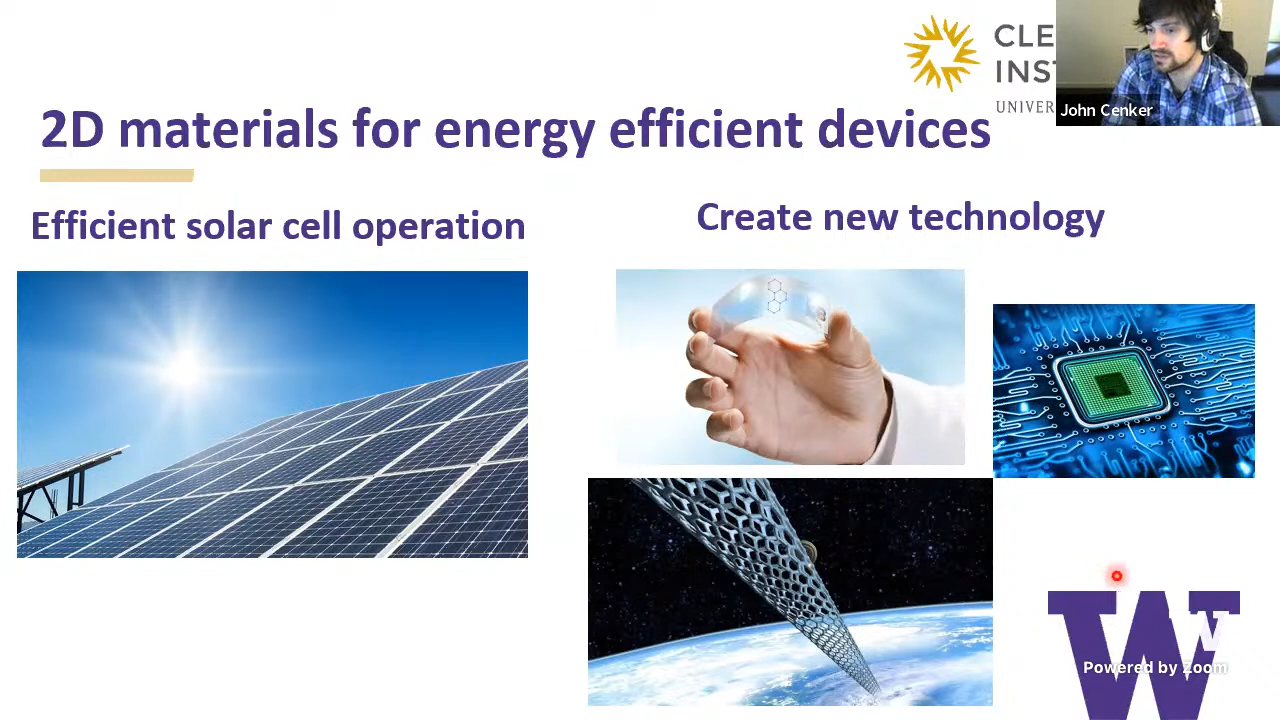 CLE
INST
UNIVER
John Cenker
2D materials for energy efficient devices
Efficient solar cell operation
Create new technology
W
W
Powered by Zoom